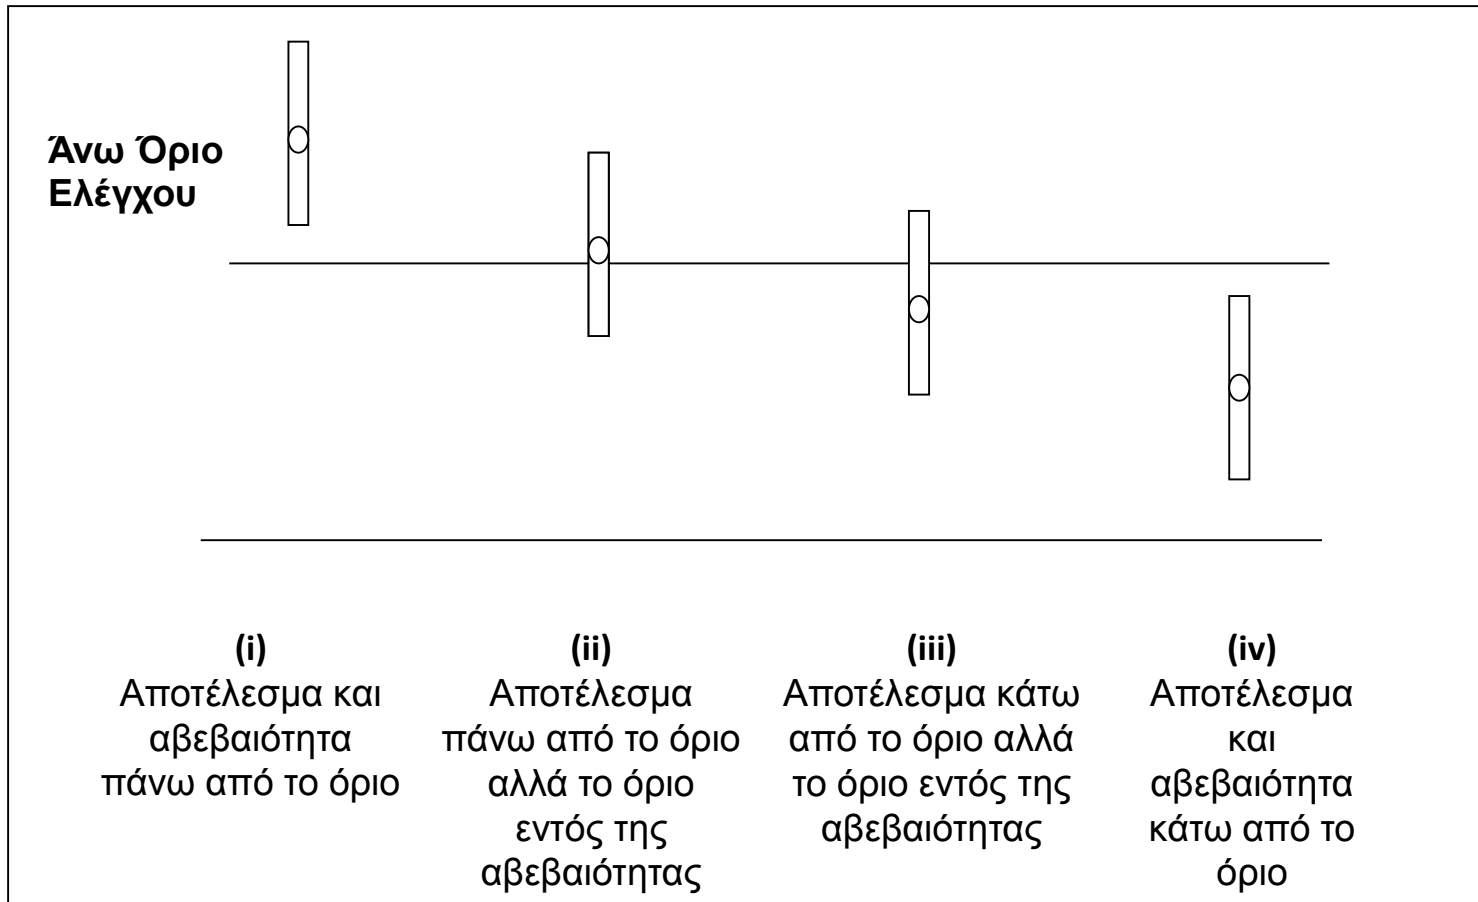 Άνω Όριο
Ελέγχου
(i)
Αποτέλεσμα και
αβεβαιότητα
πάνω από το όριο
(ii)
Αποτέλεσμα
πάνω από το όριο
αλλά το όριο
εντός της
αβεβαιότητας
(iii)
Αποτέλεσμα κάτω
από το όριο αλλά
το όριο εντός της
αβεβαιότητας
(iv)
Αποτέλεσμα
και
αβεβαιότητα
κάτω από το
όριο